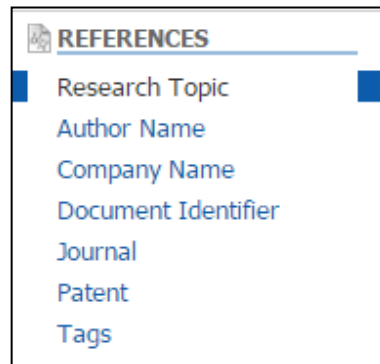 REFERENCES
Research Topic
Author Name
Company Name
Document Identifier
Journal
Patent
Tags